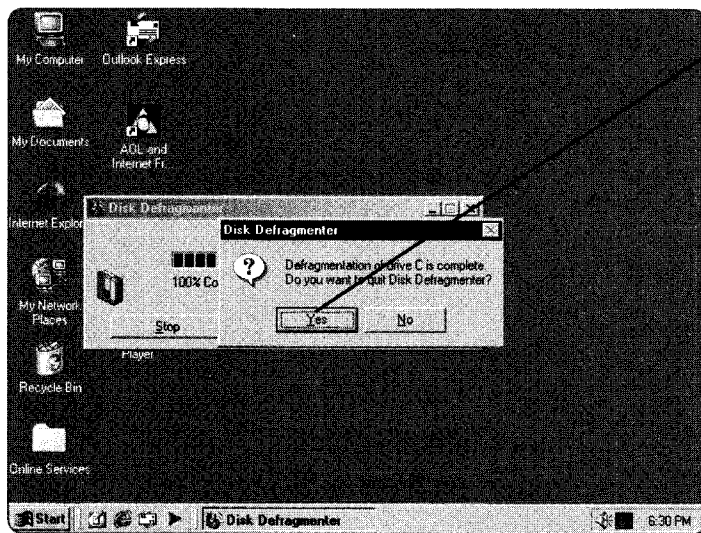 My Computer
Outlook Express
My Documents
AOL and
Internet Fr...
Internet Explor
Disk Defragmenter
Disk Defragmenter
Defragmentation of drive C is complete.
Do you want to quit Disk Defragmenter?
100% Co
Yes
No
Stop
My Network
Places
Player
Recycle Bin
Online Services
Start
Disk Defragmenter
6:30 PM